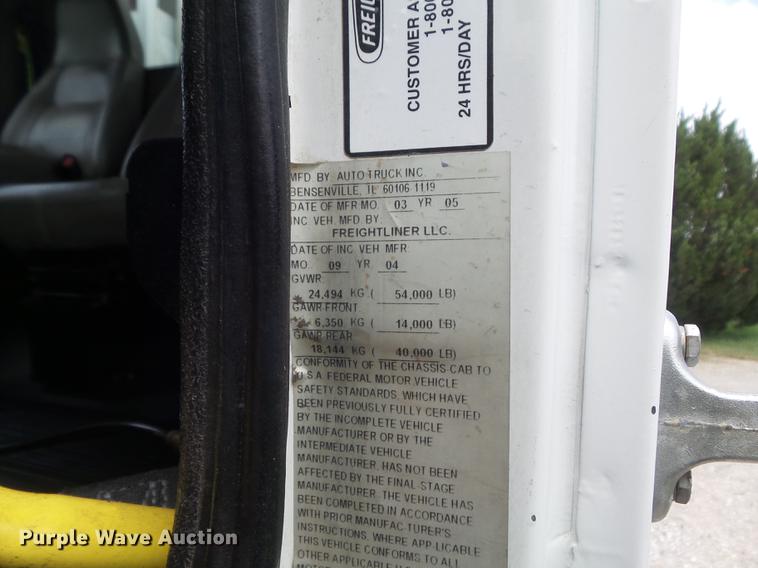 FREIGHT
CUSTOMER A
1-80
1-80
24 HRS/DAY
MFD BY AUTO TRUCK INC.
BENSENVILLE, IL 60106 1119
DATE OF MFR MO. 03 YR 05
INC VEH. MFD BY.
FREIGHTLINER LLC.
DATE OF INC VEH MFR.
MO 09 YR 04
GVWR
24,494 KG ( 54,000 LB)
GAWR FRONT
6,350 KG ( 14,000 LB)
GAWR REAR
18,144 KG ( 40,000 LB)
CONFORMITY OF THE CHASSIS-CAB TO
U.S.A. FEDERAL MOTOR VEHICLE
SAFETY STANDARDS, WHICH HAVE
BEEN PREVIOUSLY FULLY CERTIFIED
BY THE INCOMPLETE VEHICLE
MANUFACTURER OR BY THE
INTERMEDIATE VEHICLE
MANUFACTURER, HAS NOT BEEN
AFFECTED BY THE FINAL-STAGE
MANUFACTURER. THE VEHICLE HAS
BEEN COMPLETED IN ACCORDANCE
WITH PRIOR MANUFACTURER'S
INSTRUCTIONS, WHERE APPLICABLE
THIS VEHICLE CONFORMS TO ALL
OTHER APPLICABLE
Purple Wave Auction